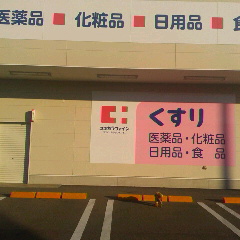 医薬品 ■ 化粧品 ■ 日用品 ■ 食
くすり
ココカラファイン
医薬品・化粧品
日用品・食 品